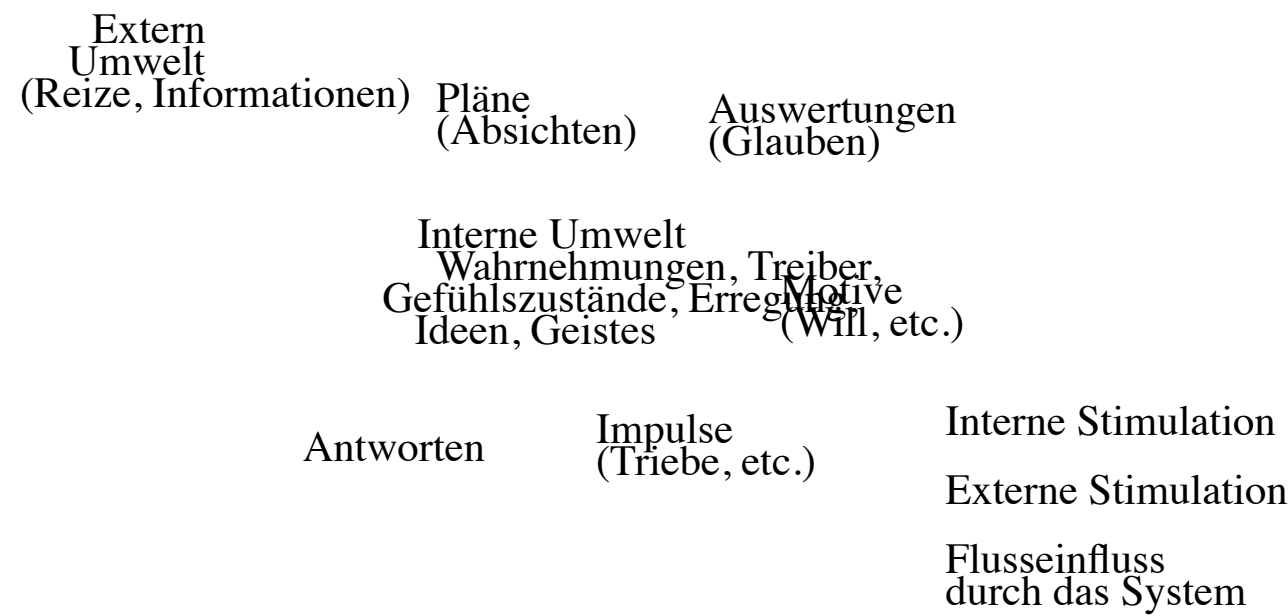 Extern
Umwelt
(Reize, Informationen)
Pläne
(Absichten)
Auswertungen
(Glauben)
Interne Umwelt
Wahrnehmungen, Treiber,
Gefühlszustände, Erregung,
Ideen, Geistes
Motive
(Will, etc.)
Antworten
Impulse
(Triebe, etc.)
Interne Stimulation
Externe Stimulation
Flusseinfluss
durch das System